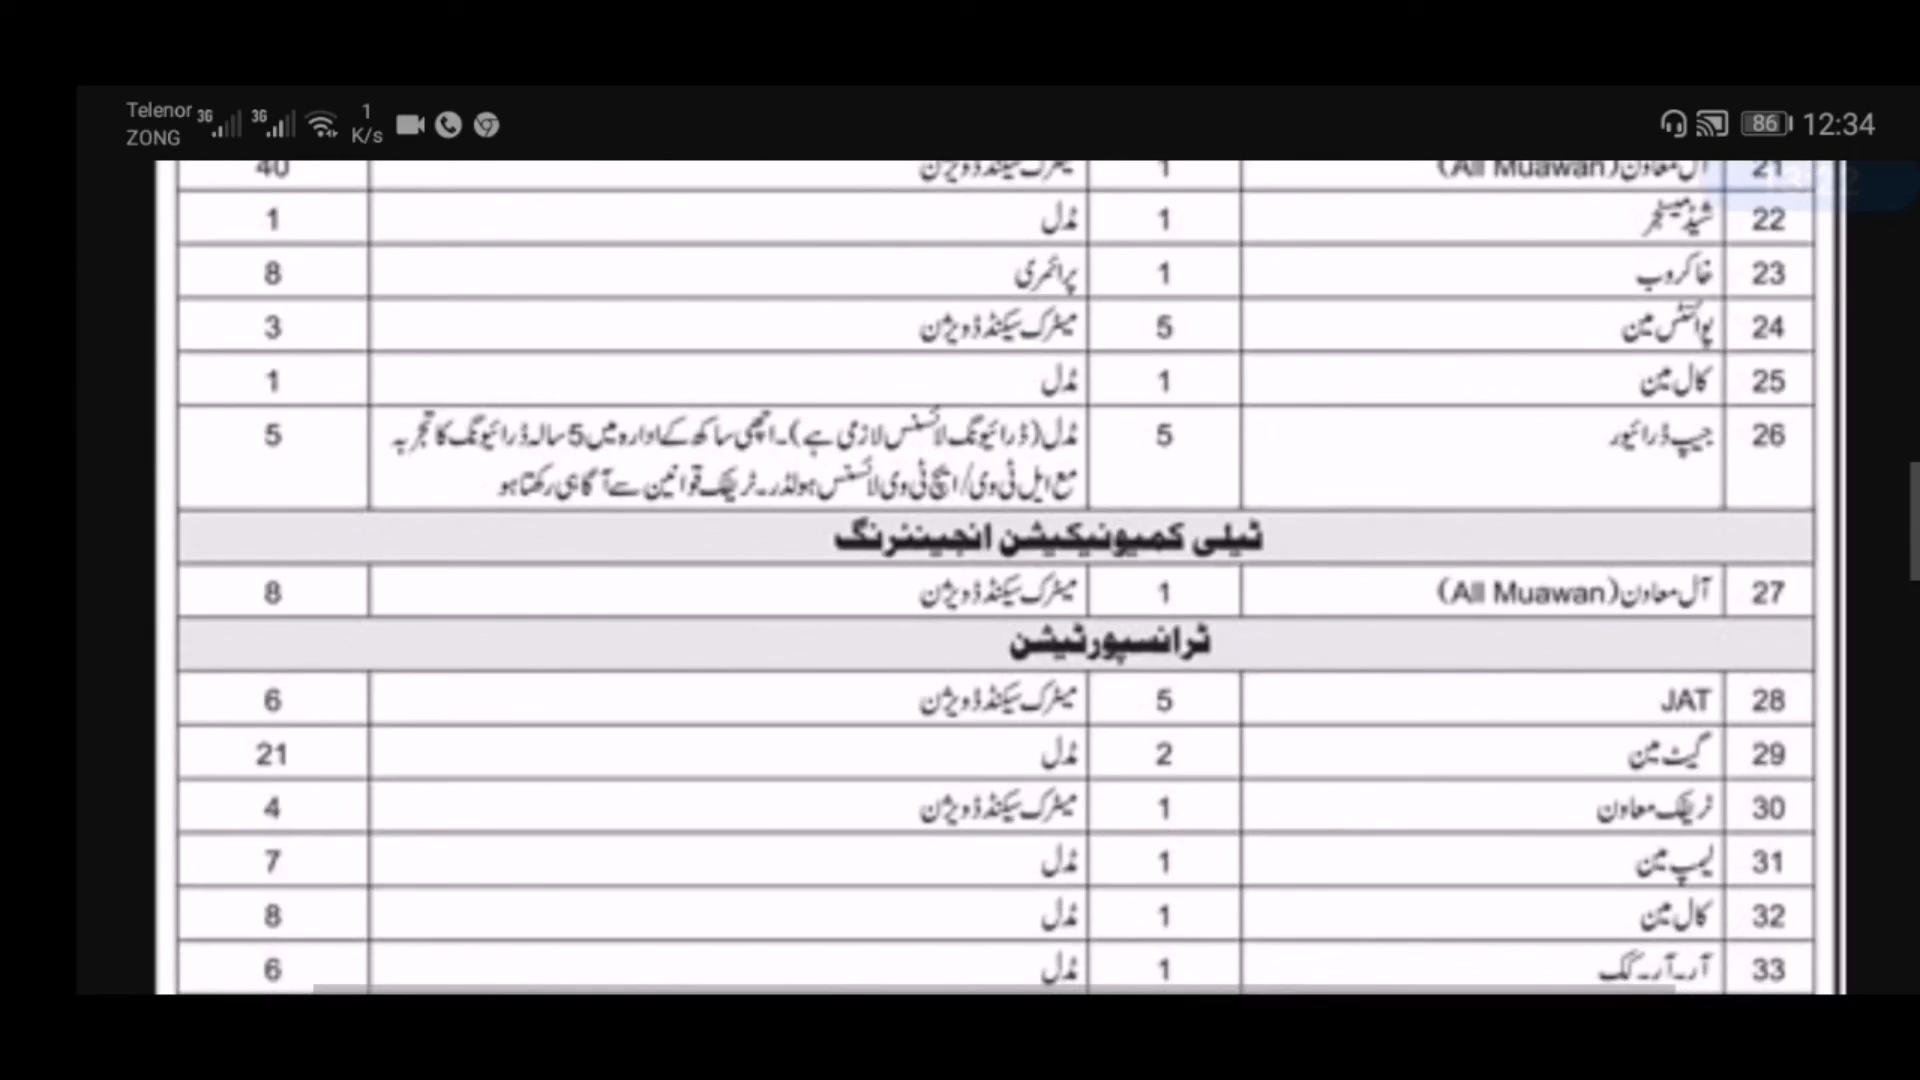 Telenor 3G 3G 1 86 12:34
ZONG K/s
21 آل معاون (All Muawan) 1 میٹرک سیکنڈ ڈویژن 40
22 شیڈ میسنجر 1 مڈل 1
23 خاکروب 1 پرائمری 8
24 پوائنٹس مین 5 میٹرک سیکنڈ ڈویژن 3
25 کال مین 1 مڈل 1
26 جیپ ڈرائیور 5 مڈل (ڈرائیونگ لائسنس لازمی ہے)۔ اچھی ساکھ کے ادارہ میں 5 سالہ ڈرائیونگ کا تجربہ 5
مع ایل ٹی وی/ ایچ ٹی وی لائسنس ہولڈر۔ ٹریفک قوانین سے آگاہی رکھتا ہو
ٹیلی کمیونیکیشن انجینئرنگ
27 آل معاون (All Muawan) 1 میٹرک سیکنڈ ڈویژن 8
ٹرانسپورٹیشن
28 JAT 5 میٹرک سیکنڈ ڈویژن 6
29 گیٹ مین 2 مڈل 21
30 ٹریفک معاون 1 میٹرک سیکنڈ ڈویژن 4
31 لیمپ مین 1 مڈل 7
32 کال مین 1 مڈل 8
33 آر۔ آر۔ کک 1 مڈل 6